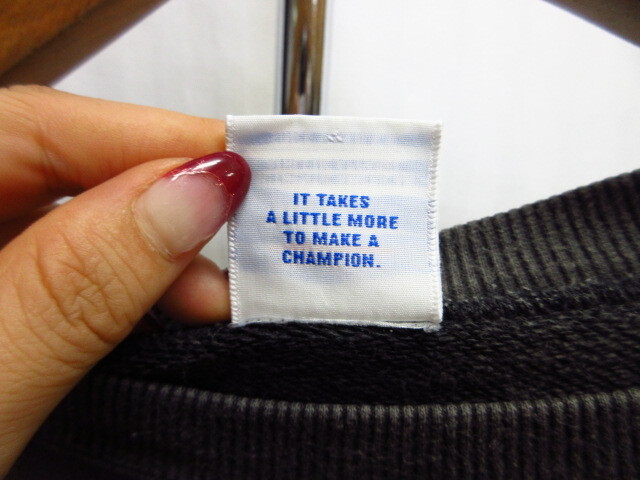 IT TAKES
A LITTLE MORE
TO MAKE A
CHAMPION.